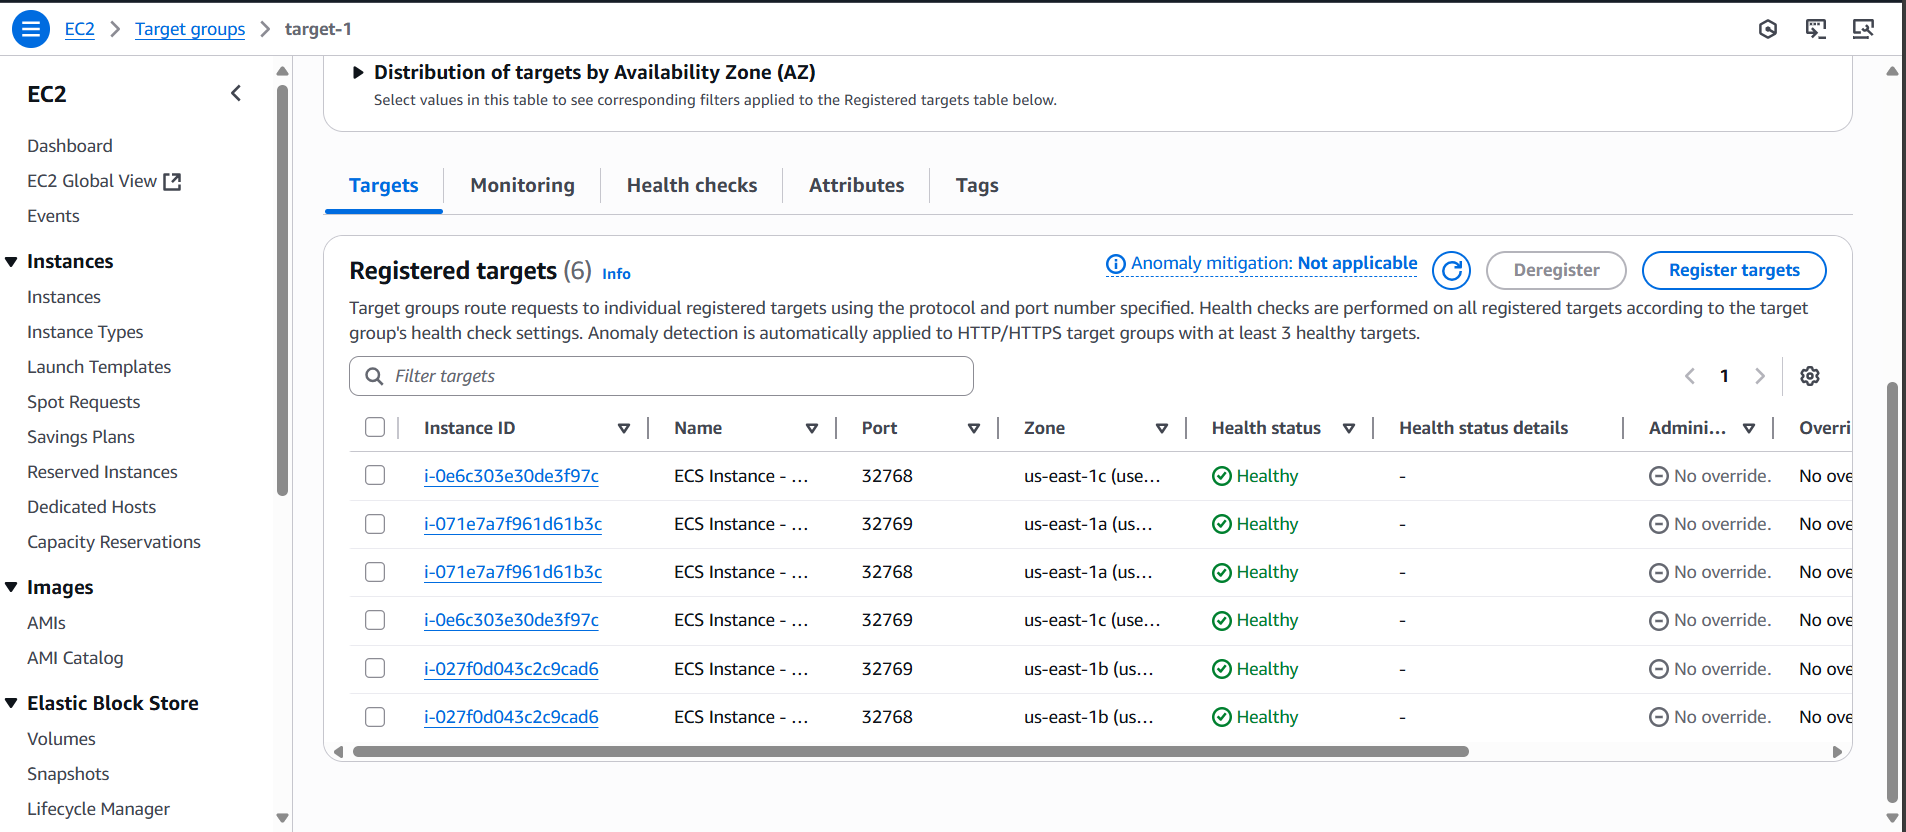 EC2 > Target groups > target-1
EC2
Dashboard
EC2 Global View
Events
Instances
Instances
Instance Types
Launch Templates
Spot Requests
Savings Plans
Reserved Instances
Dedicated Hosts
Capacity Reservations
Images
AMIs
AMI Catalog
Elastic Block Store
Volumes
Snapshots
Lifecycle Manager
Distribution of targets by Availability Zone (AZ)
Select values in this table to see corresponding filters applied to the Registered targets table below.
Targets Monitoring Health checks Attributes Tags
Registered targets (6) Info Anomaly mitigation: Not applicable Deregister Register targets
Target groups route requests to individual registered targets using the protocol and port number specified. Health checks are performed on all registered targets according to the target
group's health check settings. Anomaly detection is automatically applied to HTTP/HTTPS target groups with at least 3 healthy targets.
Filter targets 1
Instance ID Name Port Zone Health status Health status details Admini... Overri
i-0e6c303e30de3f97c ECS Instance - ... 32768 us-east-1c (use... Healthy - No override. No ove
i-071e7a7f961d61b3c ECS Instance - ... 32769 us-east-1a (us... Healthy - No override. No ove
i-071e7a7f961d61b3c ECS Instance - ... 32768 us-east-1a (us... Healthy - No override. No ove
i-0e6c303e30de3f97c ECS Instance - ... 32769 us-east-1c (use... Healthy - No override. No ove
i-027f0d043c2c9cad6 ECS Instance - ... 32769 us-east-1b (us... Healthy - No override. No ove
i-027f0d043c2c9cad6 ECS Instance - ... 32768 us-east-1b (us... Healthy - No override. No ove